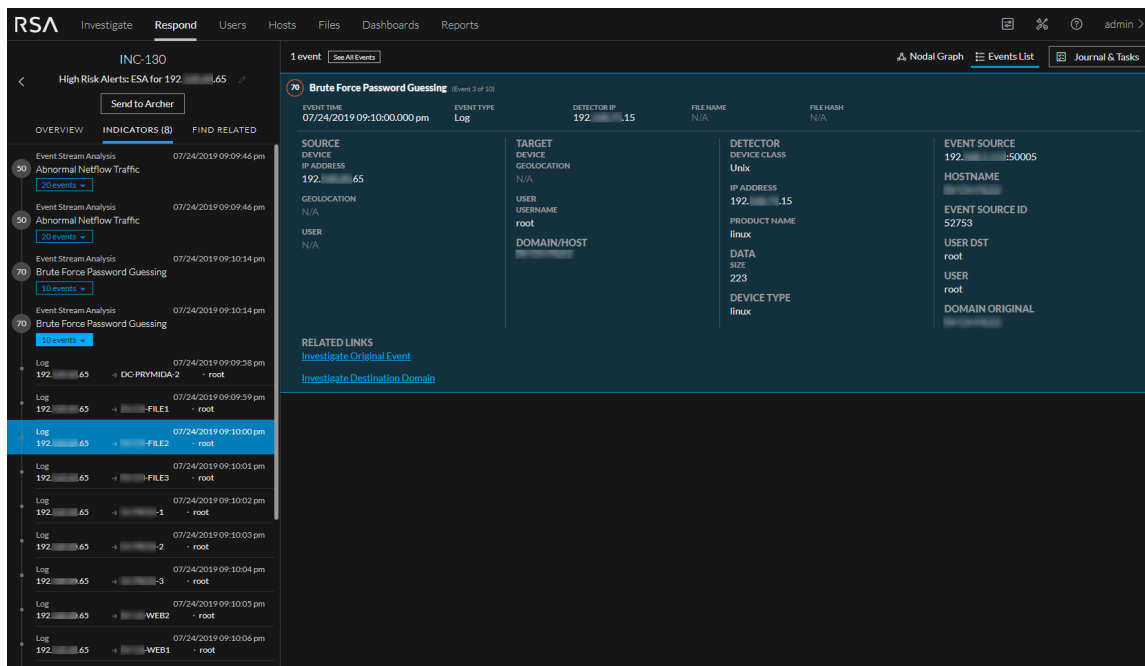 RSA Investigate Respond Users Hosts Files Dashboards Reports admin >
INC-130
High Risk Alerts: ESA for 192. .65
Send to Archer
OVERVIEW INDICATORS (8) FIND RELATED
Event Stream Analysis 07/24/2019 09:09:46 pm
50 Abnormal Netflow Traffic
20 events
Event Stream Analysis 07/24/2019 09:09:46 pm
50 Abnormal Netflow Traffic
20 events
Event Stream Analysis 07/24/2019 09:10:14 pm
70 Brute Force Password Guessing
10 events
Event Stream Analysis 07/24/2019 09:10:14 pm
70 Brute Force Password Guessing
10 events
Log 07/24/2019 09:09:58 pm
192. .65 DC-PRYMIDA-2 · root
Log 07/24/2019 09:09:59 pm
192. .65 -FILE1 · root
Log 07/24/2019 09:10:00 pm
192. .65 -FILE2 · root
Log 07/24/2019 09:10:01 pm
192. .65 -FILE3 · root
Log 07/24/2019 09:10:02 pm
192. .65 -1 · root
Log 07/24/2019 09:10:03 pm
192. .65 -2 · root
Log 07/24/2019 09:10:04 pm
192. .65 -3 · root
Log 07/24/2019 09:10:05 pm
192. .65 -WEB2 · root
Log 07/24/2019 09:10:06 pm
192. .65 -WEB1 · root
1 event See All Events
Nodal Graph Events List Journal & Tasks
70 Brute Force Password Guessing (Event 3 of 10)
EVENT TIME EVENT TYPE DETECTOR IP FILE NAME FILE HASH
07/24/2019 09:10:00.000 pm Log 192. .15 N/A N/A
SOURCE
DEVICE
IP ADDRESS
192. .65
GEOLOCATION
N/A
USER
N/A
TARGET
DEVICE
GEOLOCATION
N/A
USER
USERNAME
root
DOMAIN/HOST
DETECTOR
DEVICE CLASS
Unix
IP ADDRESS
192. .15
PRODUCT NAME
linux
DATA
SIZE
223
DEVICE TYPE
linux
EVENT SOURCE
192. :50005
HOSTNAME
EVENT SOURCE ID
52753
USER DST
root
USER
root
DOMAIN ORIGINAL
RELATED LINKS
Investigate Original Event
Investigate Destination Domain